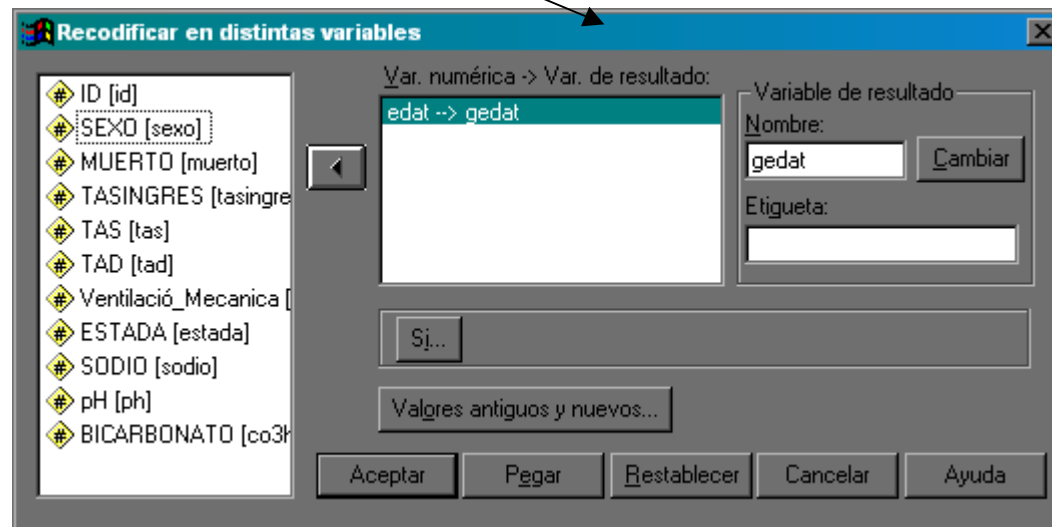 Recodificar en distintas variables
ID [id]
SEXO [sexo]
MUERTO [muerto]
TASINGRES [tasingre
TAS [tas]
TAD [tad]
Ventilació_Mecanica [
ESTADA [estada]
SODIO [sodio]
pH [ph]
BICARBONATO [co3h
Var. numérica -> Var. de resultado:
edat --> gedat
Variable de resultado
Nombre:
gedat
Cambiar
Etigueta:
Si...
Valores antiguos y nuevos...
Aceptar
Pegar
Restablecer
Cancelar
Ayuda